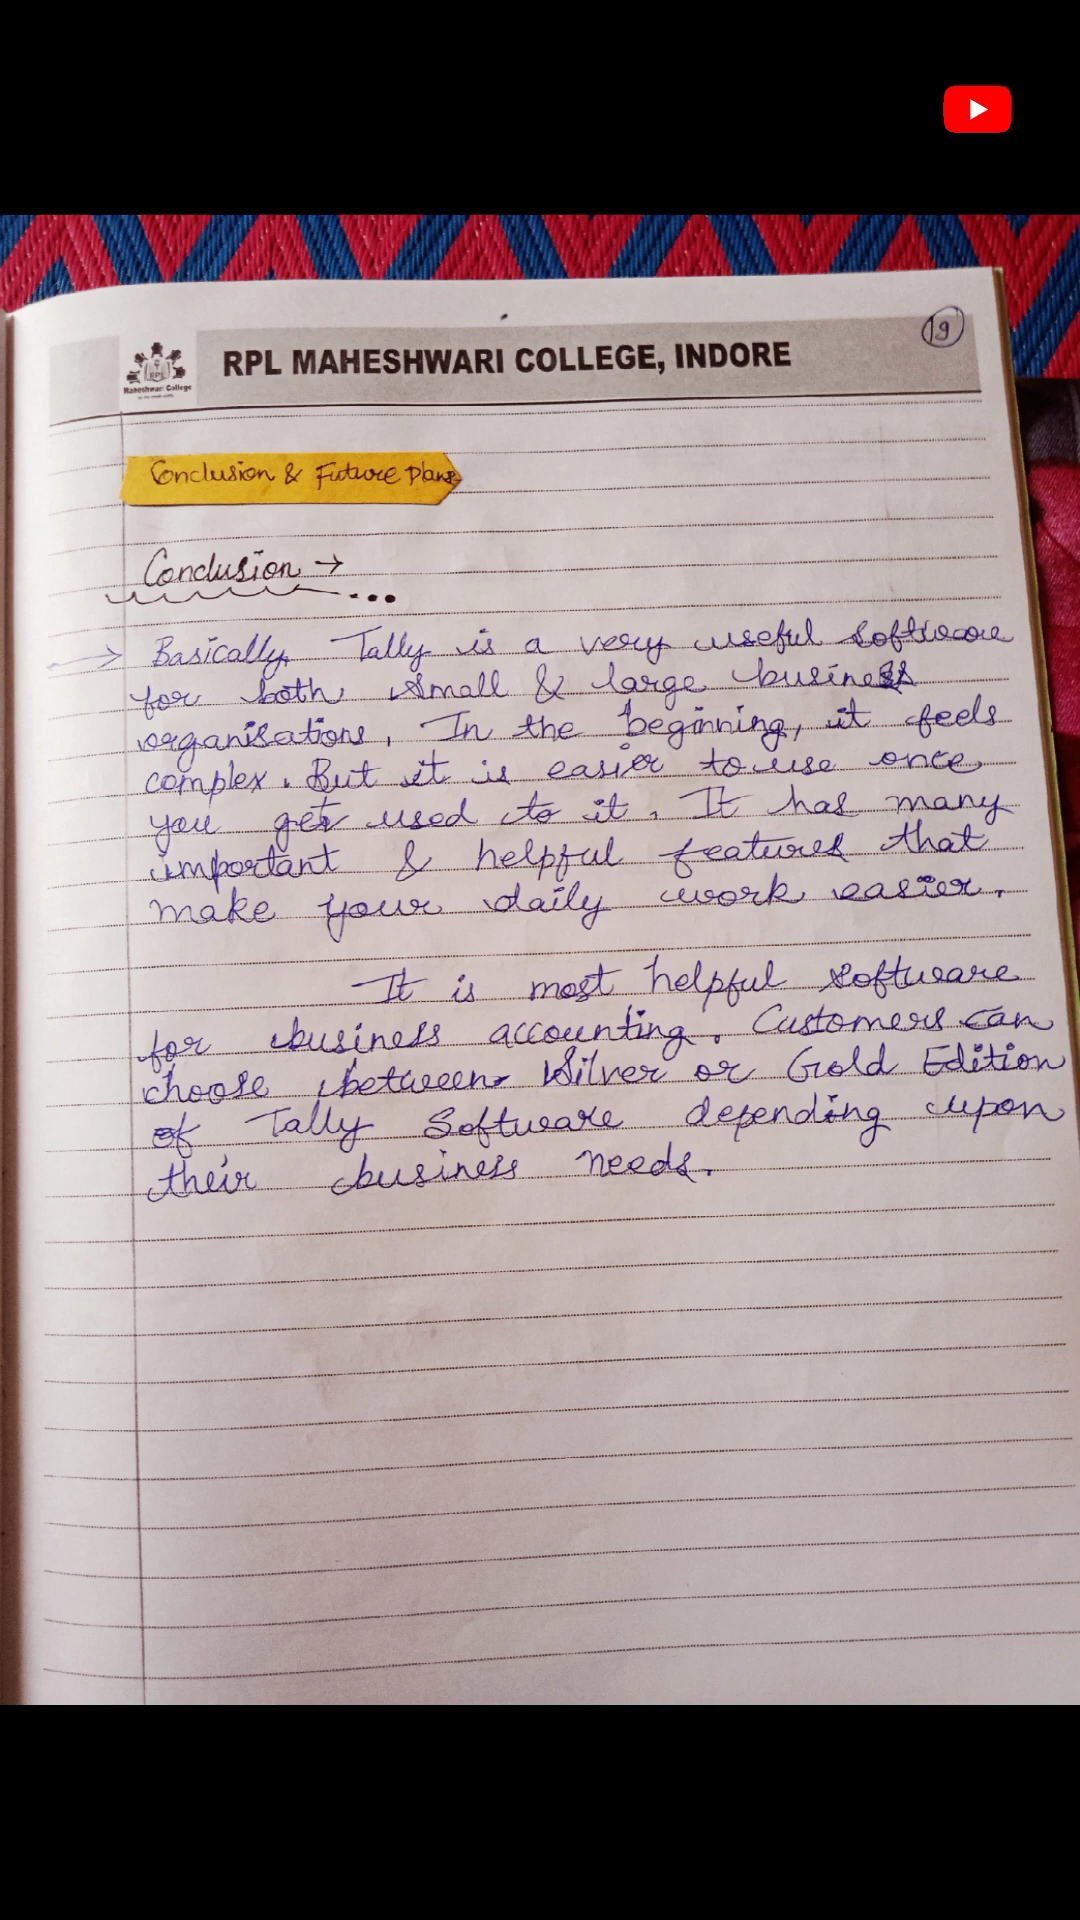 19
RPL MAHESHWARI COLLEGE, INDORE
RPL
Maheshwari College
Conclusion & Future Plans
Conclusion →
→ Basically, Tally is a very useful software
for both small & large business
organisations. In the beginning, it feels
complex. But it is easier to use once
you get used to it. It has many
important & helpful features that
make your daily work easier.
It is most helpful software
for business accounting. Customers can
choose between Silver or Gold Edition
of Tally Software depending upon
their business needs.